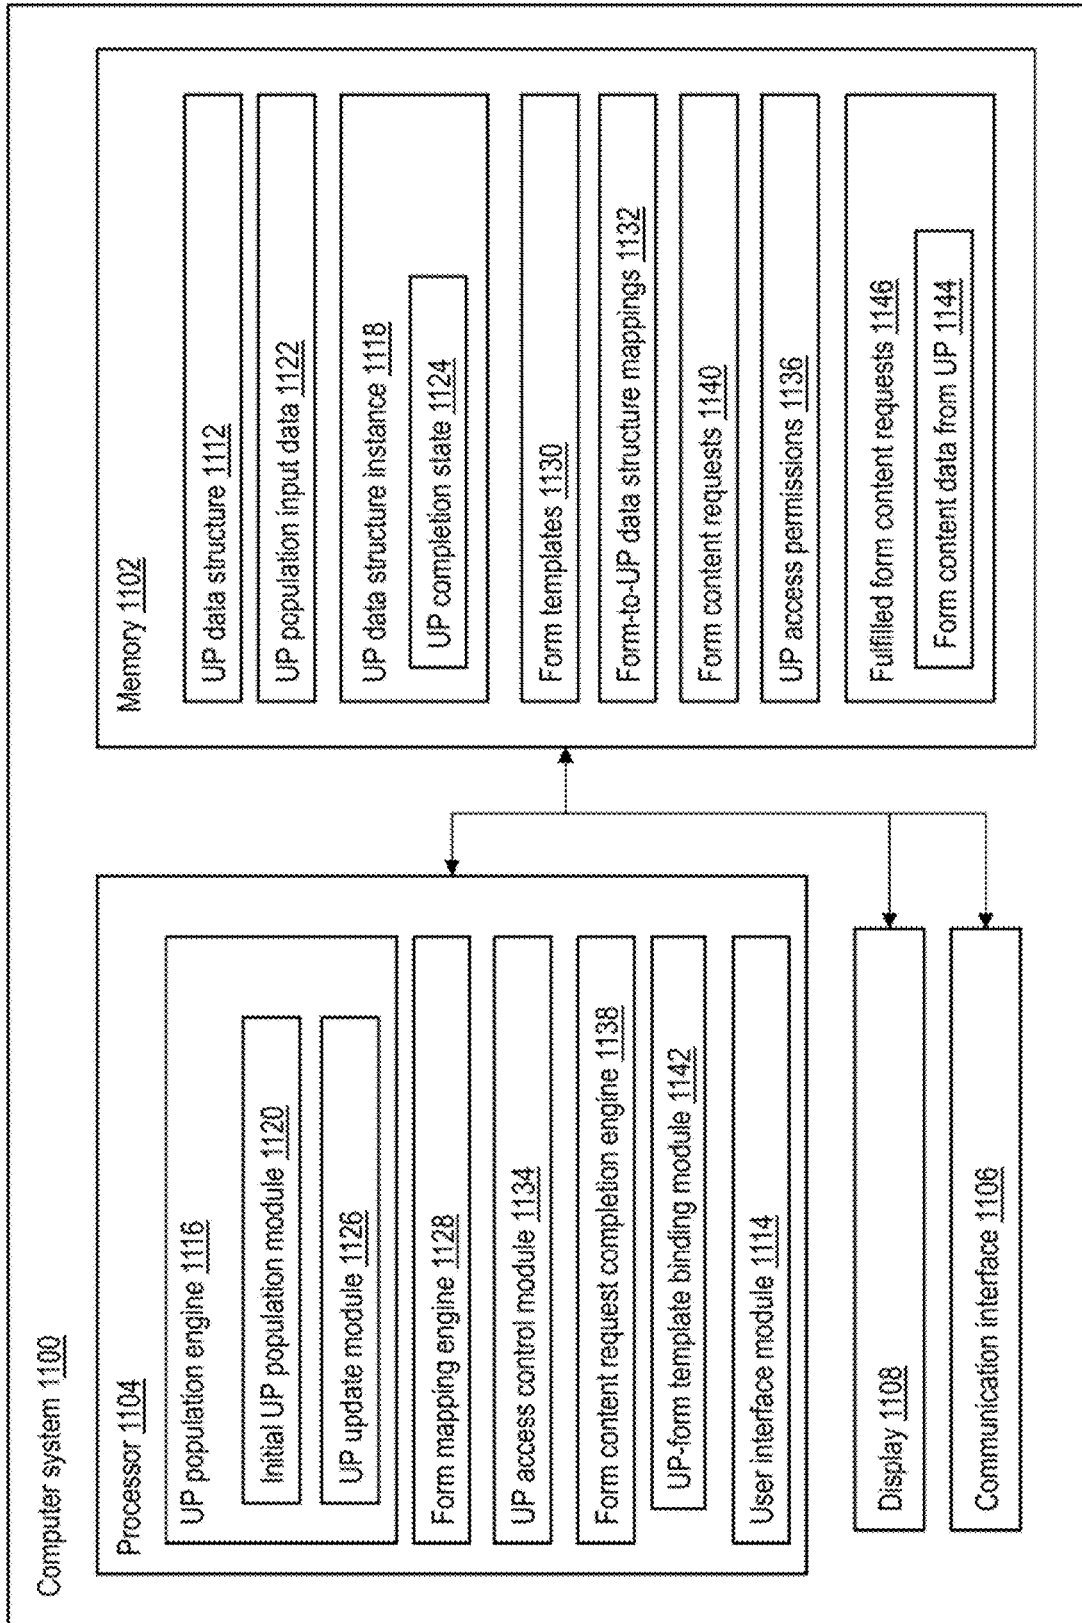 Computer system 1100
Processor 1104
UP population engine 1116
Initial UP population module 1120
UP update module 1126
Form mapping engine 1128
UP access control module 1134
Form content request completion engine 1138
UP-form template binding module 1142
User interface module 1114
Display 1108
Communication interface 1106
Memory 1102
UP data structure 1112
UP population input data 1122
UP data structure instance 1118
UP completion state 1124
Form templates 1130
Form-to-UP data structure mappings 1132
Form content requests 1140
UP access permissions 1136
Fulfilled form content requests 1146
Form content data from UP 1144